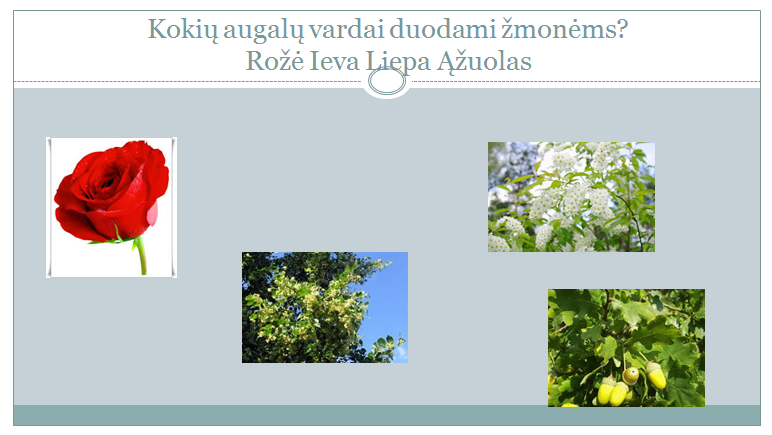 Kokių augalų vardai duodami žmonėms?
Rožė Ieva Liepa Ąžuolas